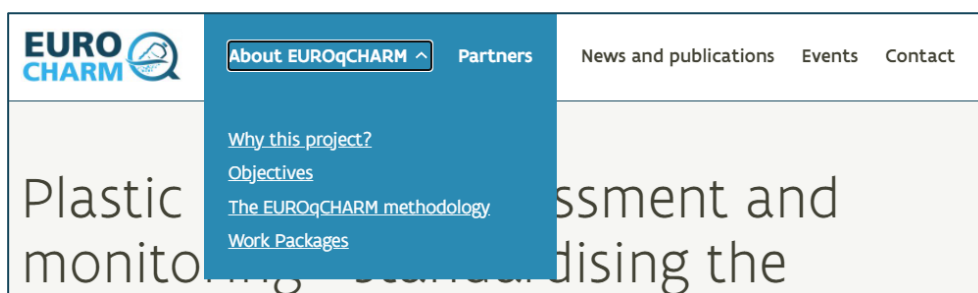 EURO
CHARM
About EUROqCHARM Partners News and publications Events Contact
Why this project?
Objectives
The EUROqCHARM methodology
Work Packages
Plastic ssment and
monito dising the